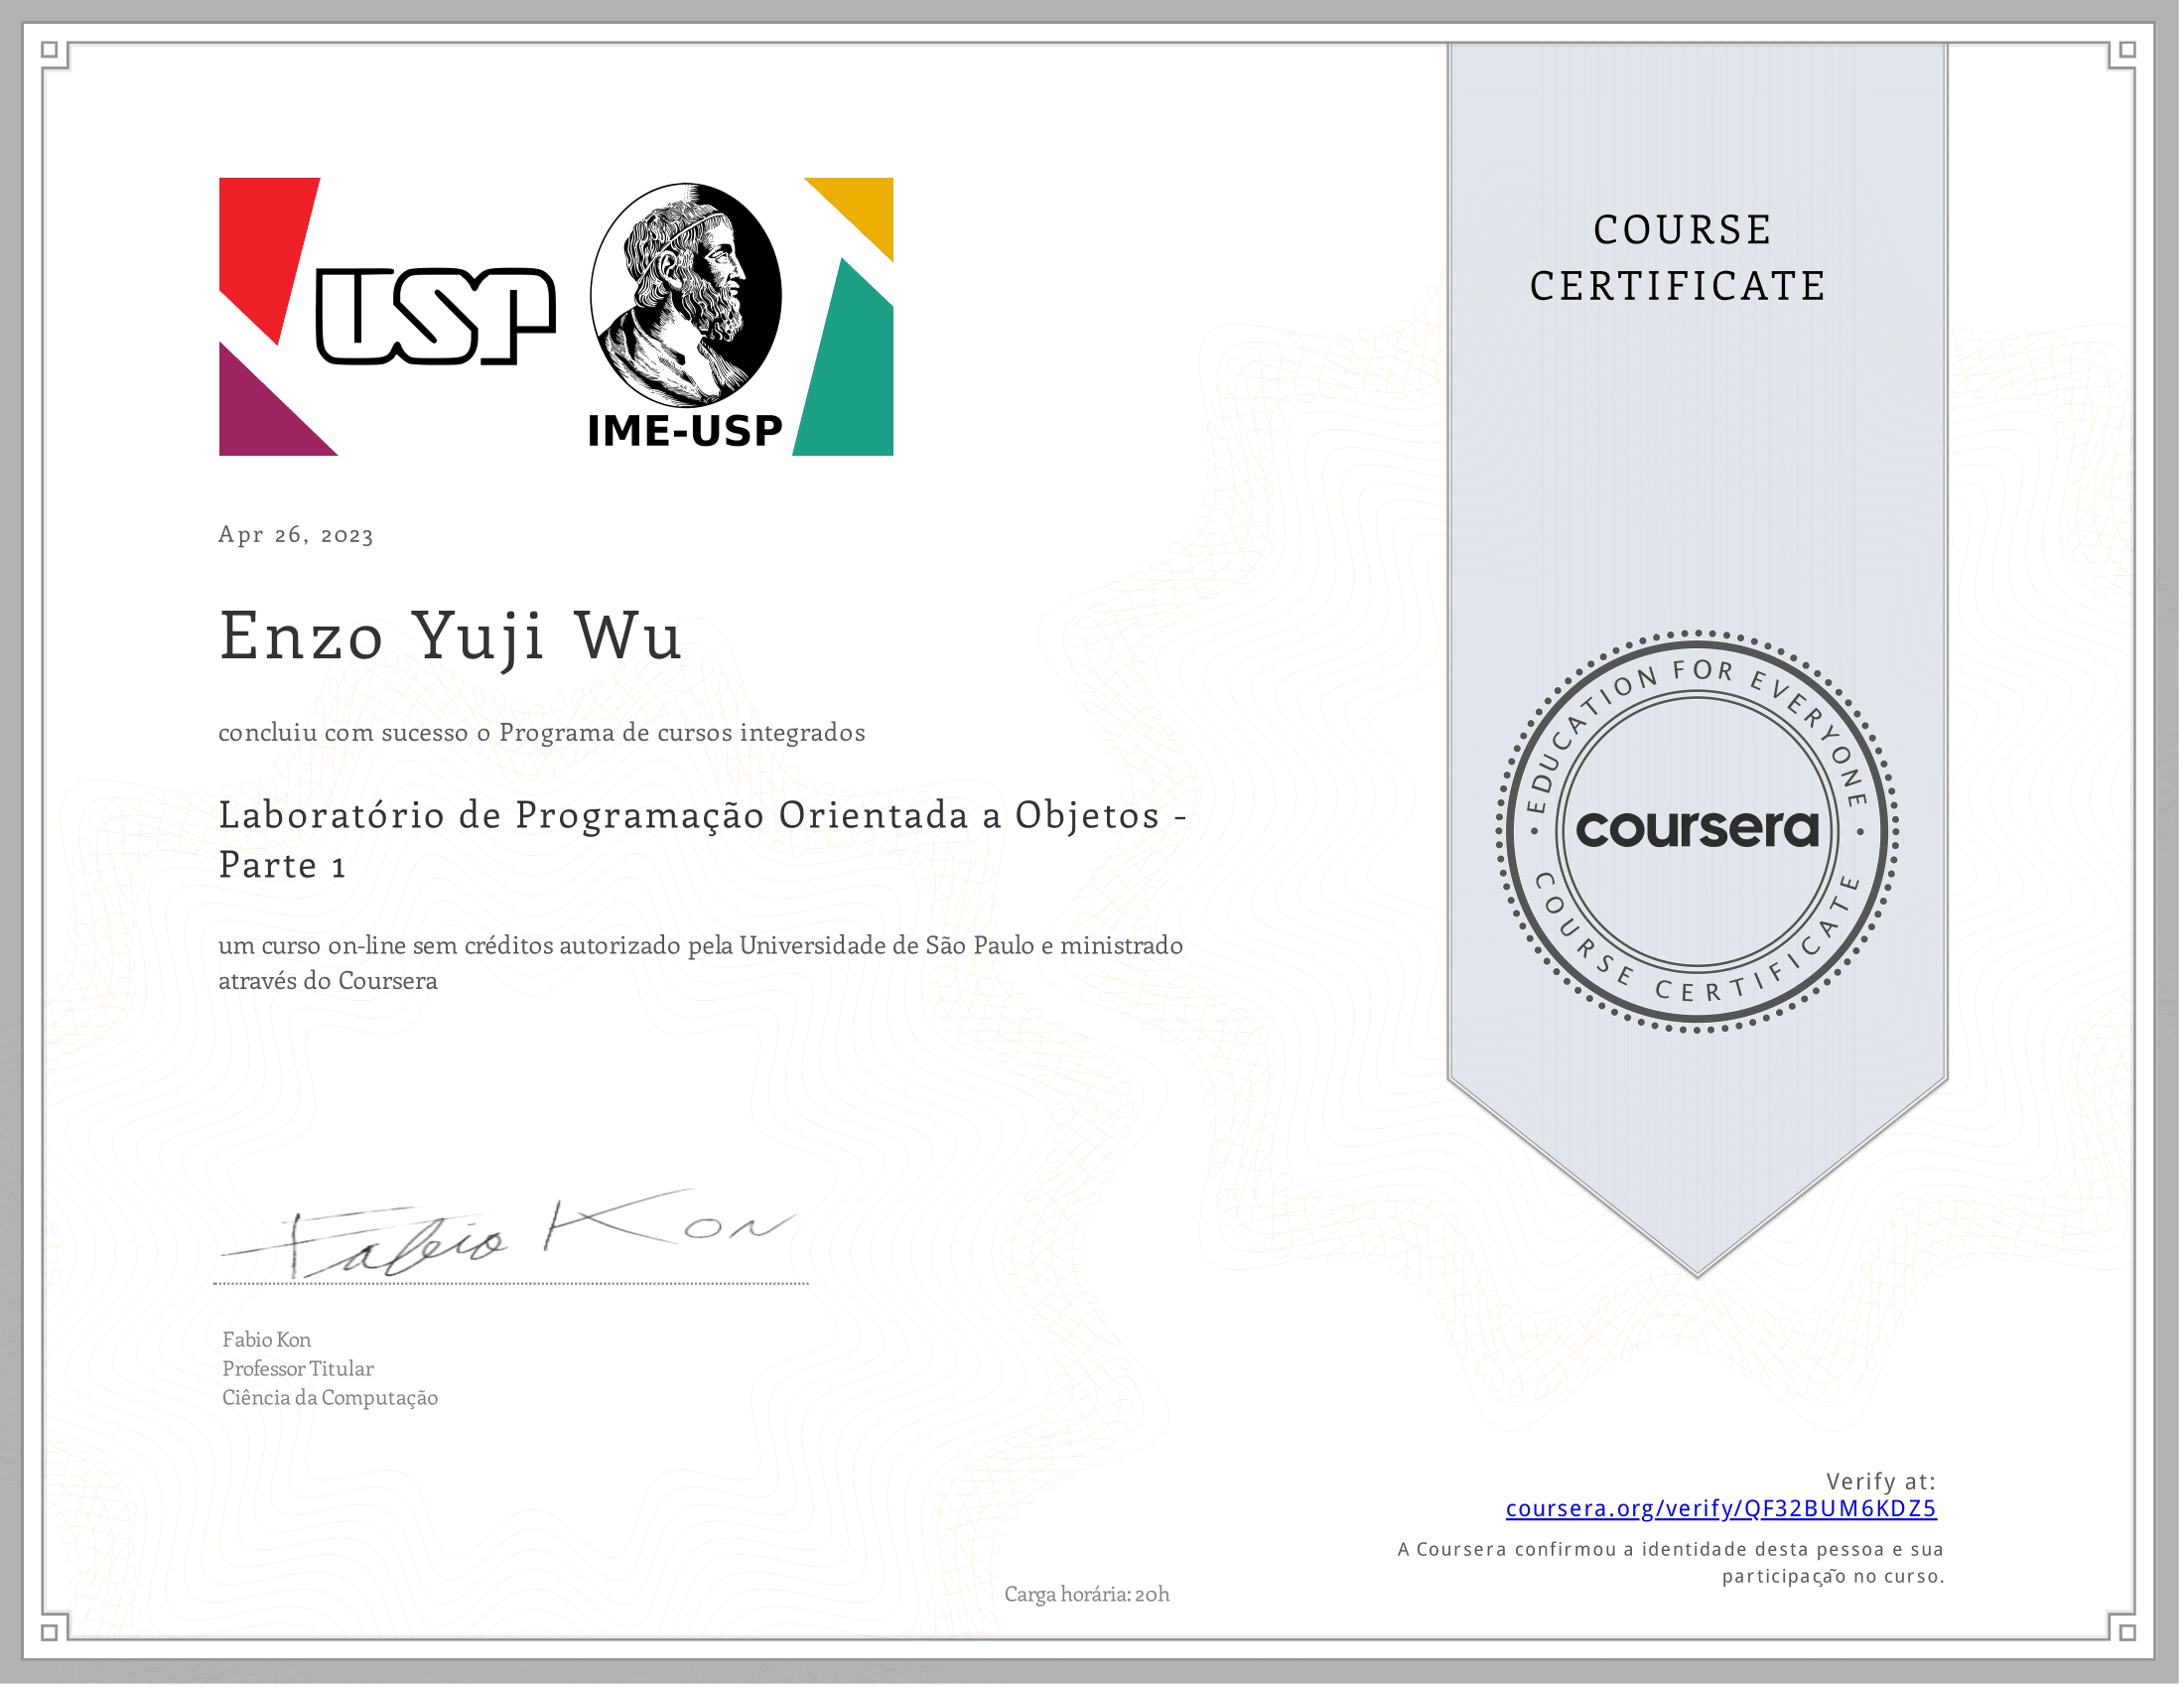 USP
IME-USP
COURSE
CERTIFICATE
Apr 26, 2023
Enzo Yuji Wu
concluiu com sucesso o Programa de cursos integrados
Laboratório de Programação Orientada a Objetos -
Parte 1
um curso on-line sem créditos autorizado pela Universidade de São Paulo e ministrado
através do Coursera
EDUCATION FOR EVERYONE
coursera
COURSE CERTIFICATE
Fabio Kon
Fabio Kon
Professor Titular
Ciência da Computação
Verify at:
coursera.org/verify/QF32BUM6KDZ5
A Coursera confirmou a identidade desta pessoa e sua
participação no curso.
Carga horária: 20h